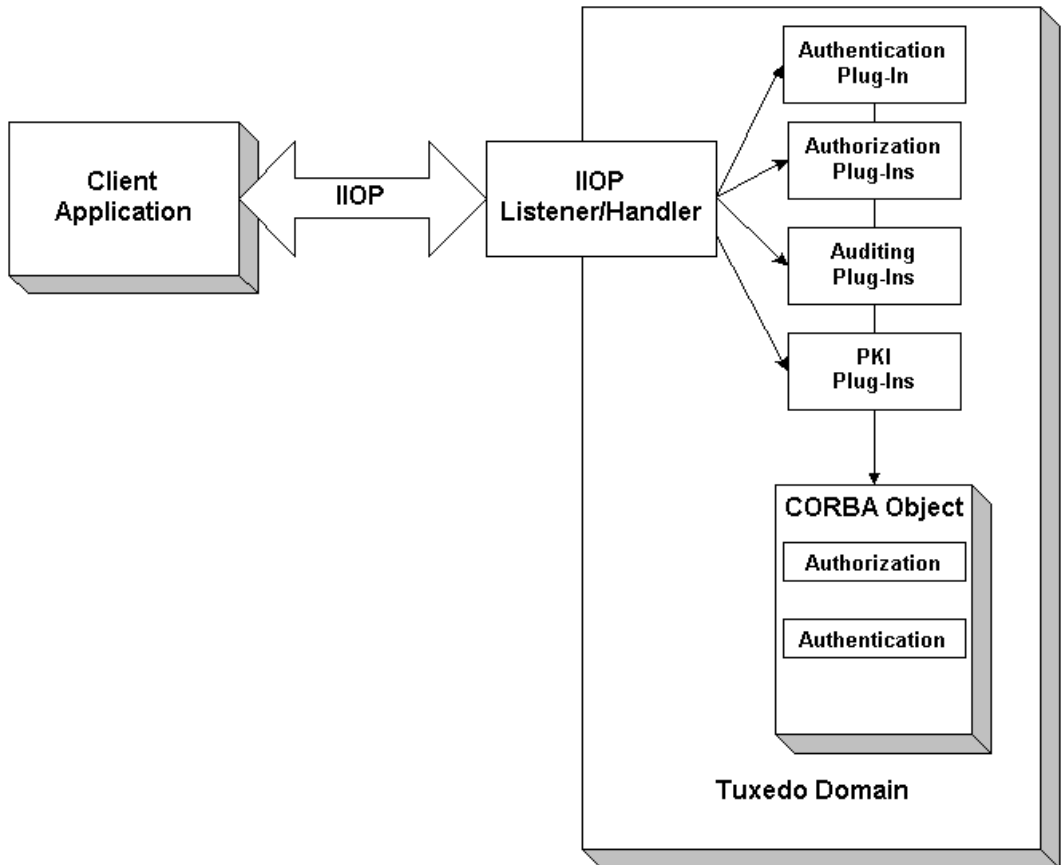 Authentication
Plug-In
Authorization
Plug-Ins
Client
Application
IIOP
IIOP
Listener/Handler
Auditing
Plug-Ins
PKI
Plug-Ins
CORBA Object
Authorization
Authentication
Tuxedo Domain